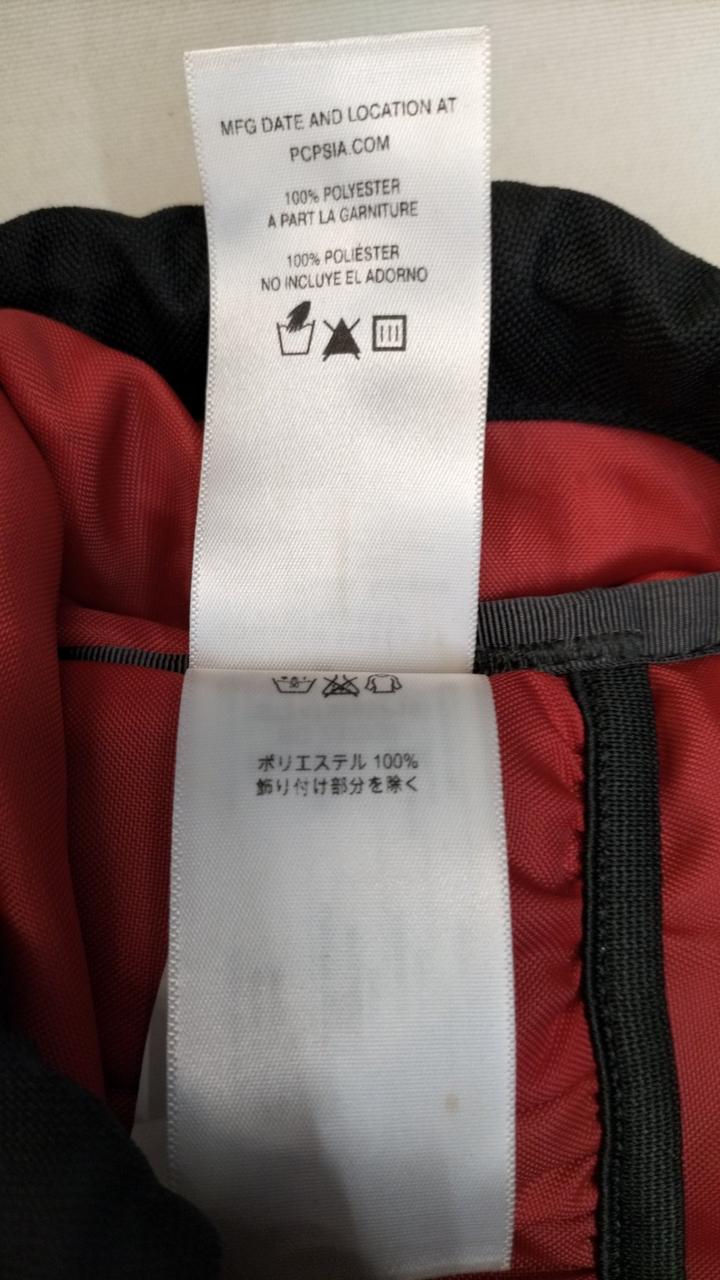 MFG DATE AND LOCATION AT
PCPSIA.COM
100% POLYESTER
A PART LA GARNITURE
100% POLIÉSTER
NO INCLUYE EL ADORNO
ポリエステル 100%
飾り付け部分を除く